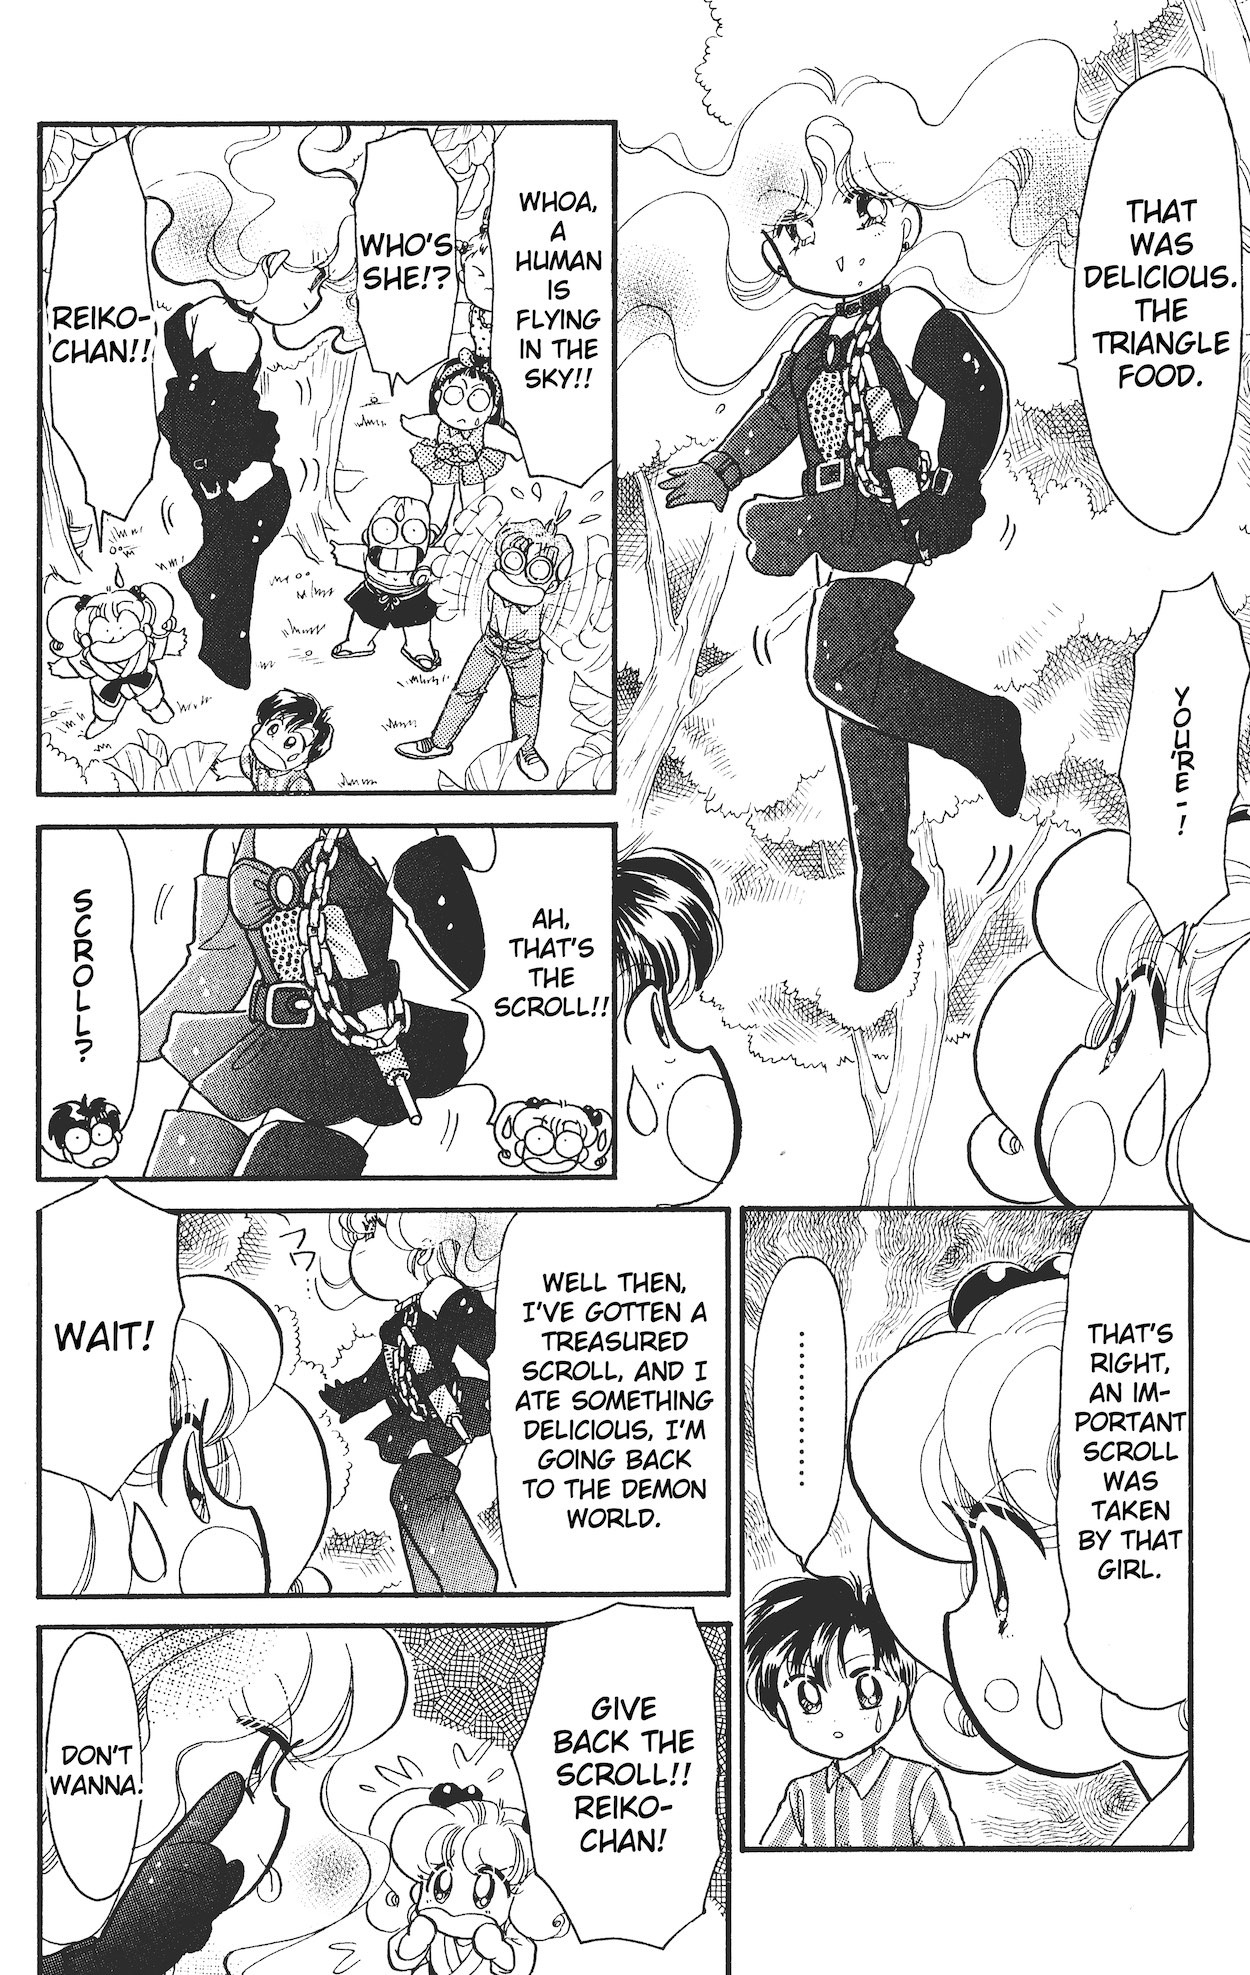 THAT
WAS
DELICIOUS.
THE
TRIANGLE
FOOD.
YOU'RE-!
WHOA,
A
HUMAN
IS
FLYING
IN THE
SKY!!
WHO'S
SHE!?
REIKO-
CHAN!!
AH,
THAT'S
THE
SCROLL!!
SCROLL?
THAT'S
RIGHT,
AN IM-
PORTANT
SCROLL
WAS
TAKEN
BY THAT
GIRL.
..............
WELL THEN,
I'VE GOTTEN A
TREASURED
SCROLL, AND I
ATE SOMETHING
DELICIOUS, I'M
GOING BACK
TO THE DEMON
WORLD.
フワ…
WAIT!
GIVE
BACK THE
SCROLL!!
REIKO-
CHAN!
DON'T
WANNA.